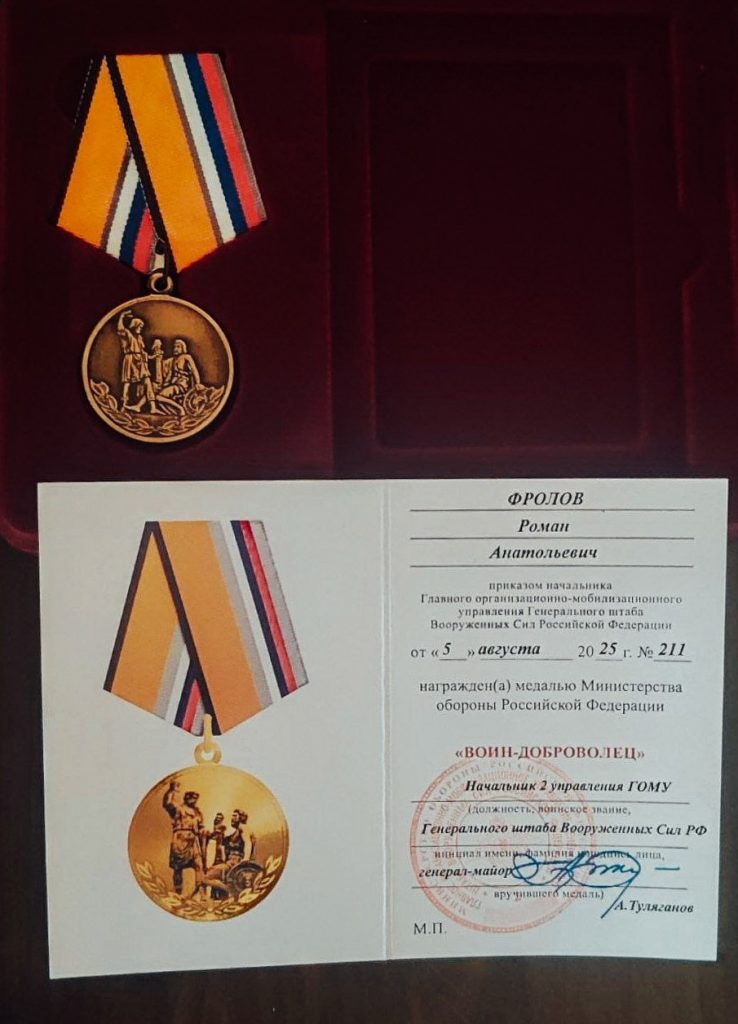 ФРОЛОВ
Роман
Анатольевич
приказом начальника
Главного организационно-мобилизационного
управления Генерального штаба
Вооруженных Сил Российской Федерации
от « 5 » августа 20 25 г. № 211
награжден(а) медалью Министерства
обороны Российской Федерации
«ВОИН-ДОБРОВОЛЕЦ»
Начальник 2 управления ГОМУ
(должность, воинское звание,
Генерального штаба Вооруженных Сил РФ
инициал имени, фамилия и подпись лица,
генерал-майор
вручившего медаль)
А.Туляганов
М.П.